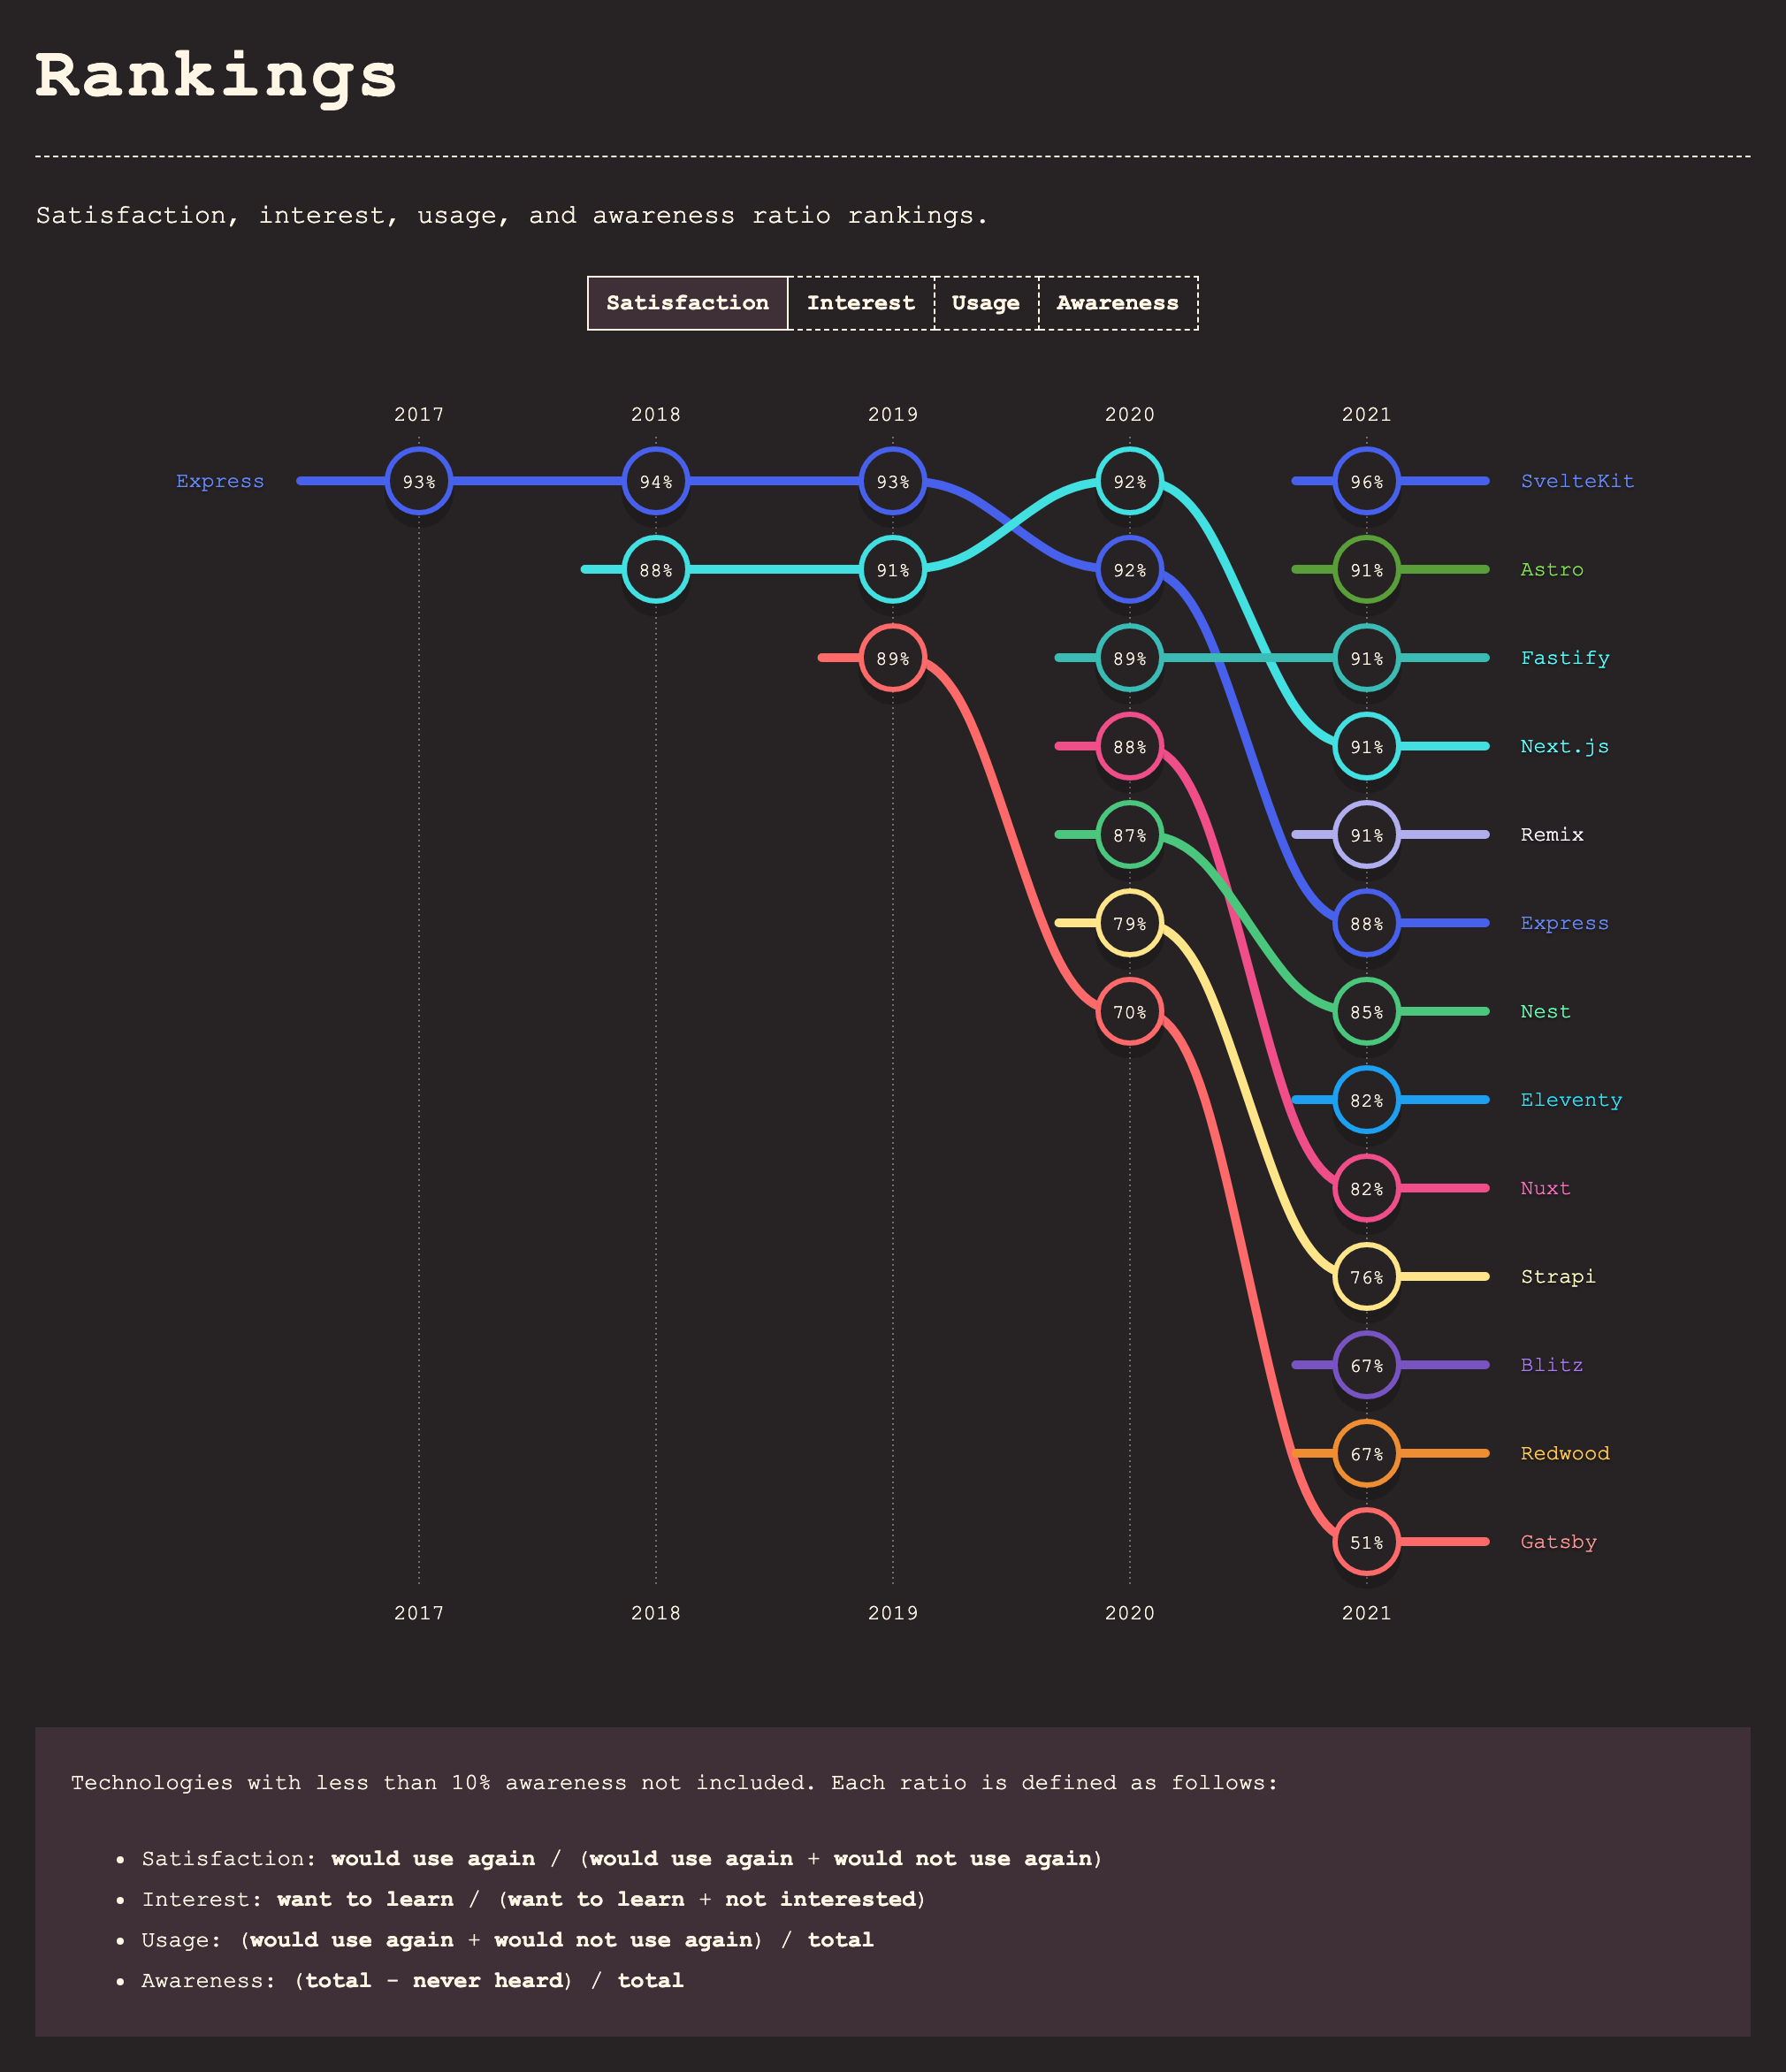 Rankings
Satisfaction, interest, usage, and awareness ratio rankings.
Satisfaction Interest Usage Awareness
2017 2018 2019 2020 2021
Express 93% 94% 93% 92% 96% SvelteKit
88% 91% 92% 91% Astro
89% 89% 91% Fastify
88% 91% Next.js
87% 91% Remix
79% 88% Express
70% 85% Nest
82% Eleventy
82% Nuxt
76% Strapi
67% Blitz
67% Redwood
51% Gatsby
2017 2018 2019 2020 2021
Technologies with less than 10% awareness not included. Each ratio is defined as follows:
• Satisfaction: would use again / (would use again + would not use again)
• Interest: want to learn / (want to learn + not interested)
• Usage: (would use again + would not use again) / total
• Awareness: (total - never heard) / total